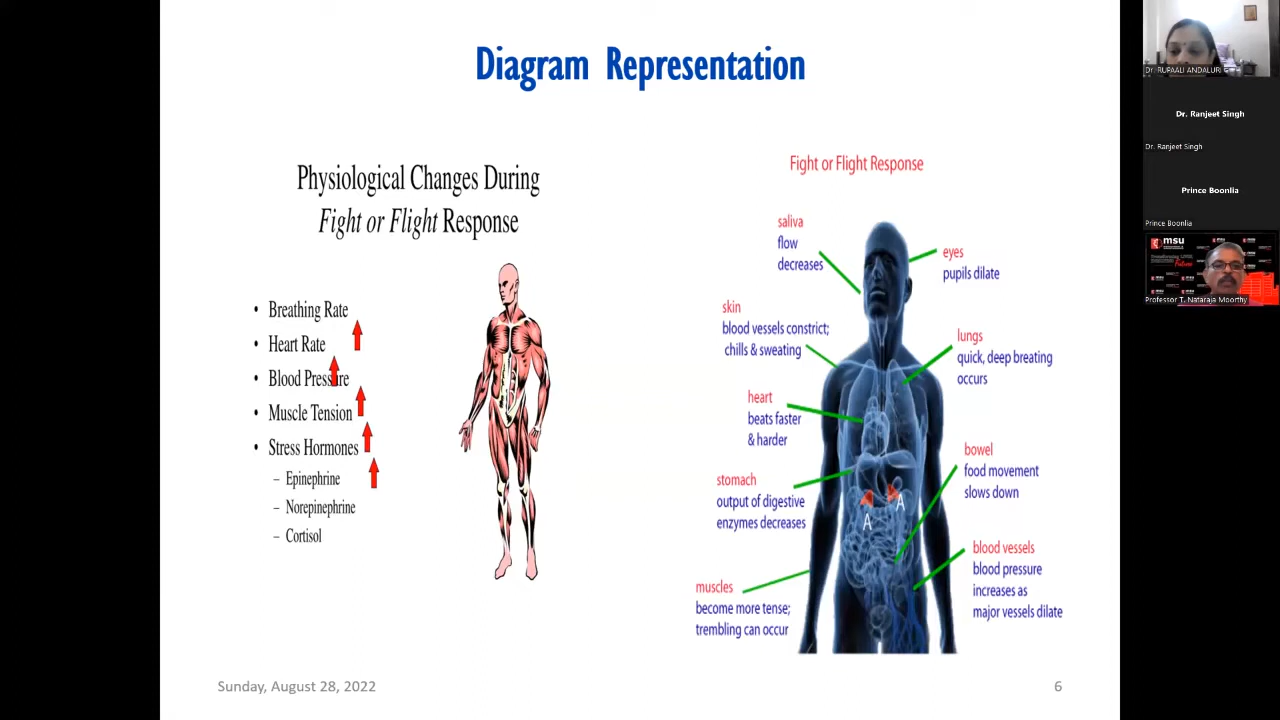 Diagram Representation
Physiological Changes During
Fight or Flight Response
• Breathing Rate
• Heart Rate
• Blood Pressure
• Muscle Tension
• Stress Hormones
– Epinephrine
– Norepinephrine
– Cortisol
Fight or Flight Response
saliva
flow
decreases
eyes
pupils dilate
skin
blood vessels constrict;
chills & sweating
lungs
quick, deep breating
occurs
heart
beats faster
& harder
bowel
food movement
slows down
stomach
output of digestive
enzymes decreases
A
A
blood vessels
blood pressure
increases as
major vessels dilate
muscles
become more tense;
trembling can occur
Sunday, August 28, 2022
6
Dr. RUPAALI ANDALURI
Dr. Ranjeet Singh
Dr. Ranjeet Singh
Prince Boonlia
Prince Boonlia
msu
Professor T. Nataraja Moorthy